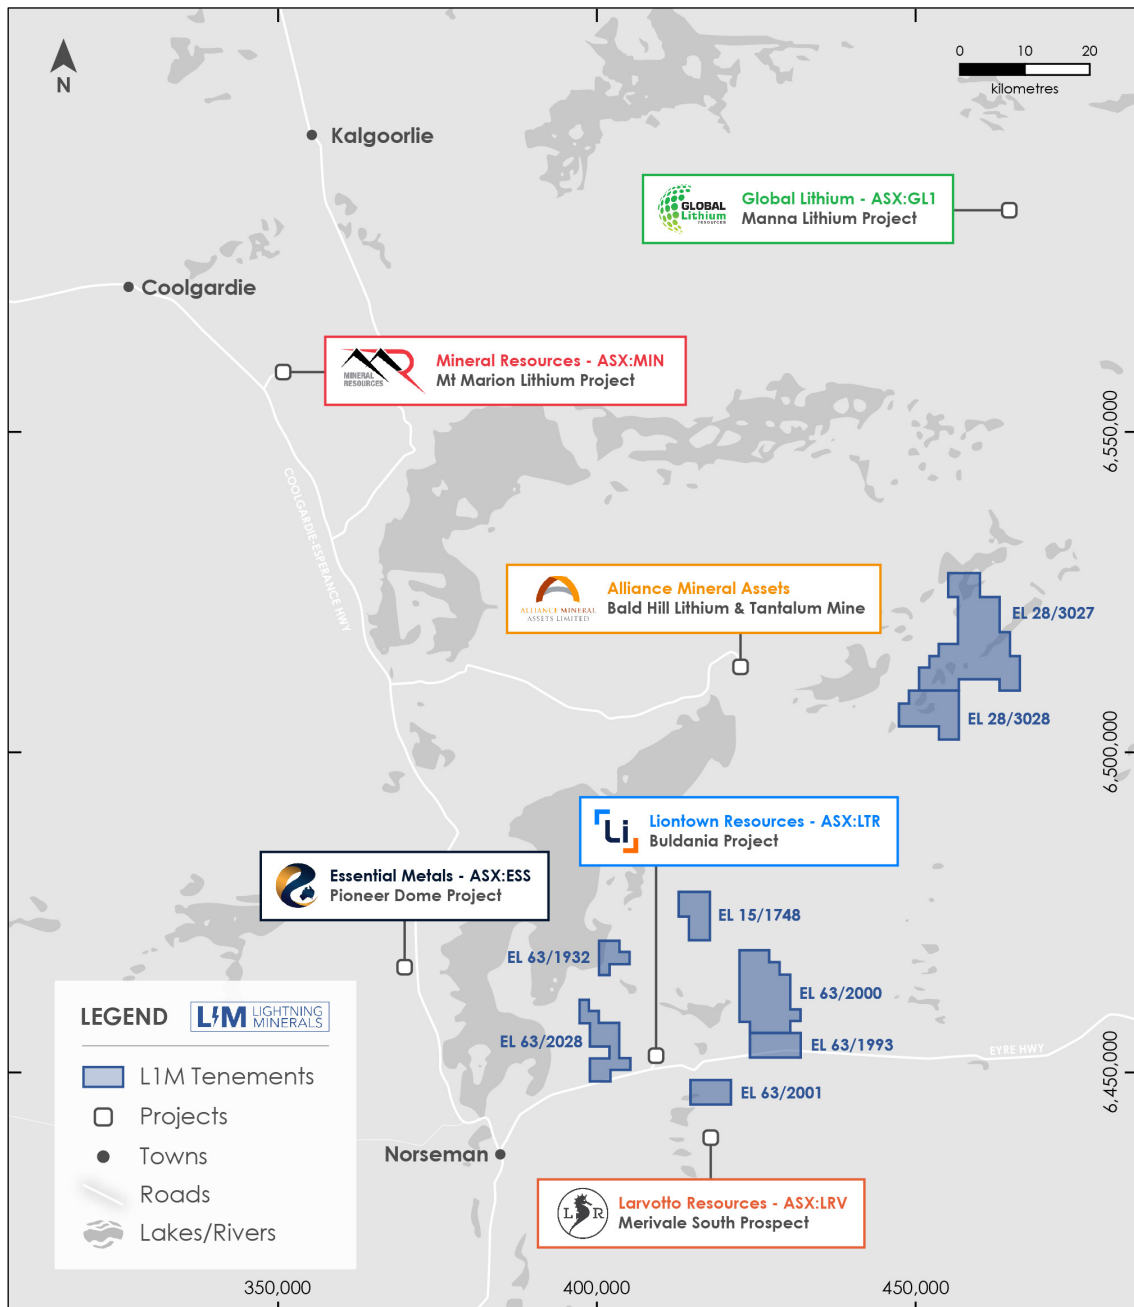 N
0 10 20
kilometres
Kalgoorlie
GLOBAL
Lithium
RESOURCES
Global Lithium - ASX:GL1
Manna Lithium Project
Coolgardie
MINERAL
RESOURCES
Mineral Resources - ASX:MIN
Mt Marion Lithium Project
6,550,000
COOLGARDIE-ESPERANCE HWY
ALLIANCE MINERAL
ASSETS LIMITED
Alliance Mineral Assets
Bald Hill Lithium & Tantalum Mine
EL 28/3027
EL 28/3028
6,500,000
Li
Liontown Resources - ASX:LTR
Buldania Project
Essential Metals - ASX:ESS
Pioneer Dome Project
EL 15/1748
EL 63/1932
EL 63/2000
EL 63/2028
EL 63/1993
EYRE HWY
6,450,000
EL 63/2001
Norseman
L R
Larvotto Resources - ASX:LRV
Merivale South Prospect
LEGEND
L1M LIGHTNING
MINERALS
L1M Tenements
Projects
Towns
Roads
Lakes/Rivers
350,000
400,000
450,000